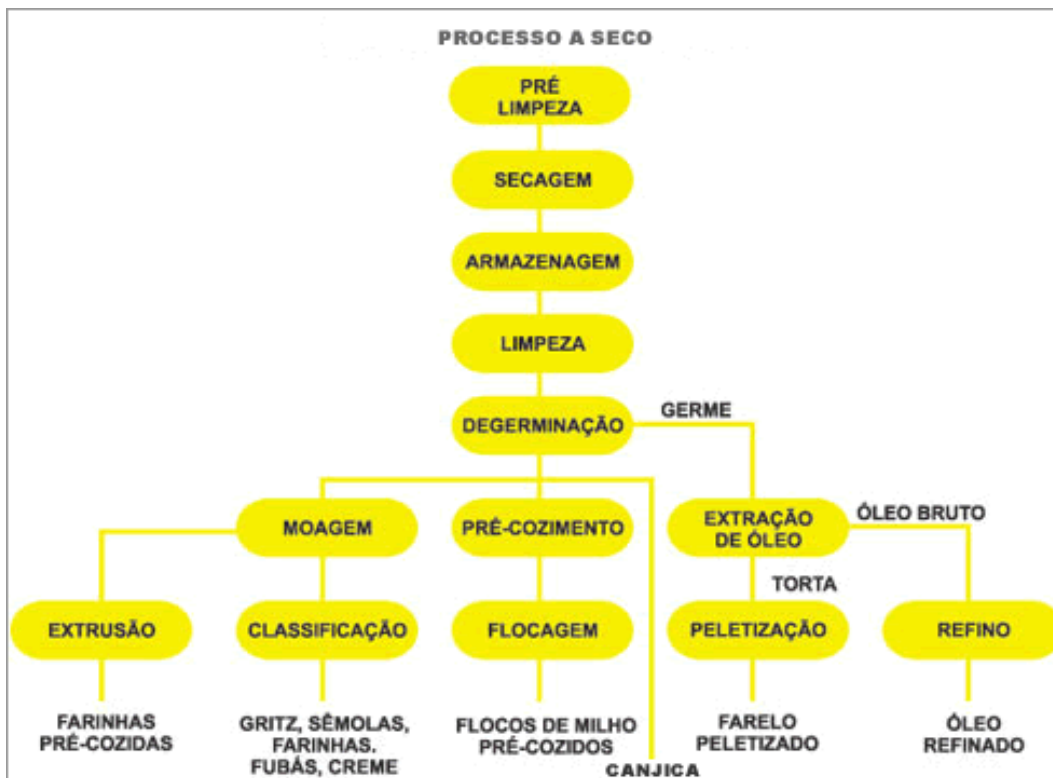 PROCESSO A SECO
PRÉ
LIMPEZA
SECAGEM
ARMAZENAGEM
LIMPEZA
DEGERMINAÇÃO
GERME
MOAGEM
PRÉ-COZIMENTO
EXTRAÇÃO
DE ÓLEO
ÓLEO BRUTO
TORTA
EXTRUSÃO
CLASSIFICAÇÃO
FLOCAGEM
PELETIZAÇÃO
REFINO
FARINHAS
PRÉ-COZIDAS
GRITZ, SÊMOLAS,
FARINHAS.
FUBÁS, CREME
FLOCOS DE MILHO
PRÉ-COZIDOS
CANJICA
FARELO
PELETIZADO
ÓLEO
REFINADO